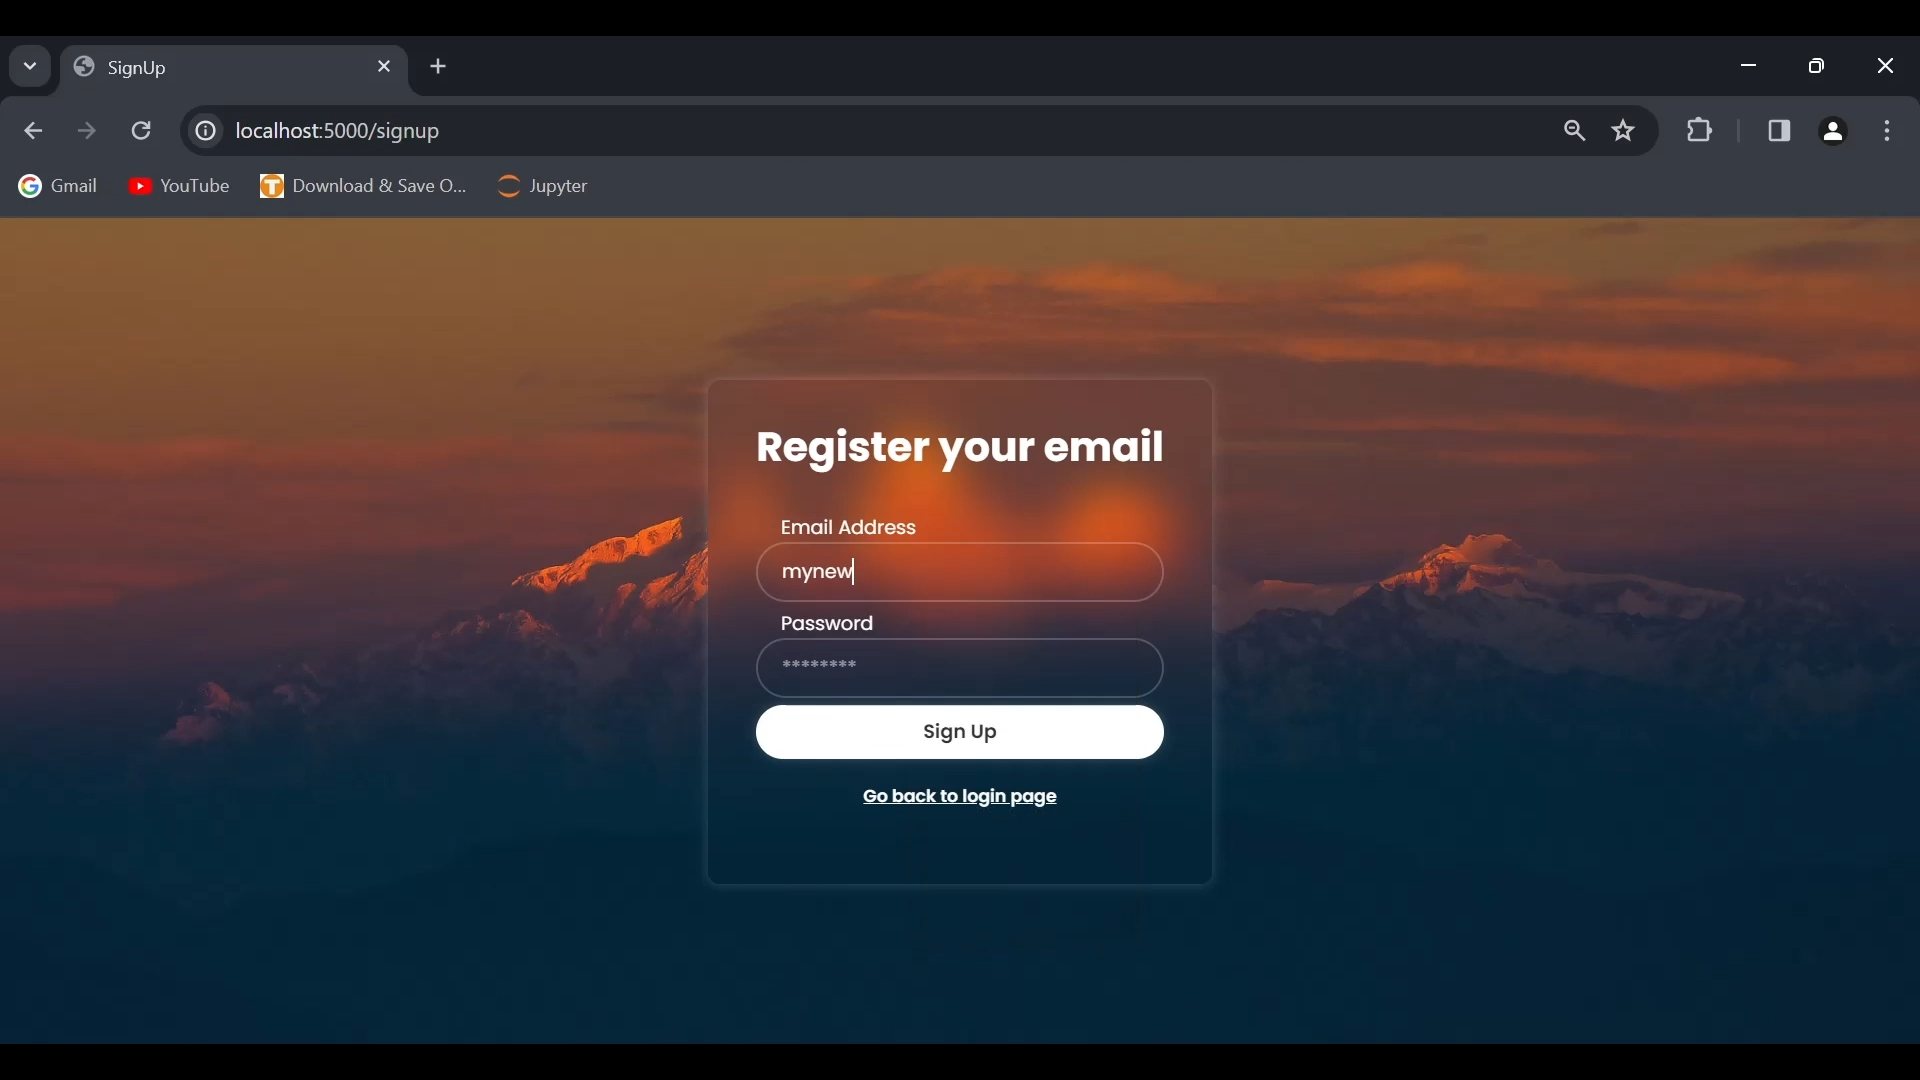 SignUp
localhost:5000/signup
Gmail YouTube Download & Save O... Jupyter
Register your email
Email Address
mynew
Password
********
Sign Up
Go back to login page